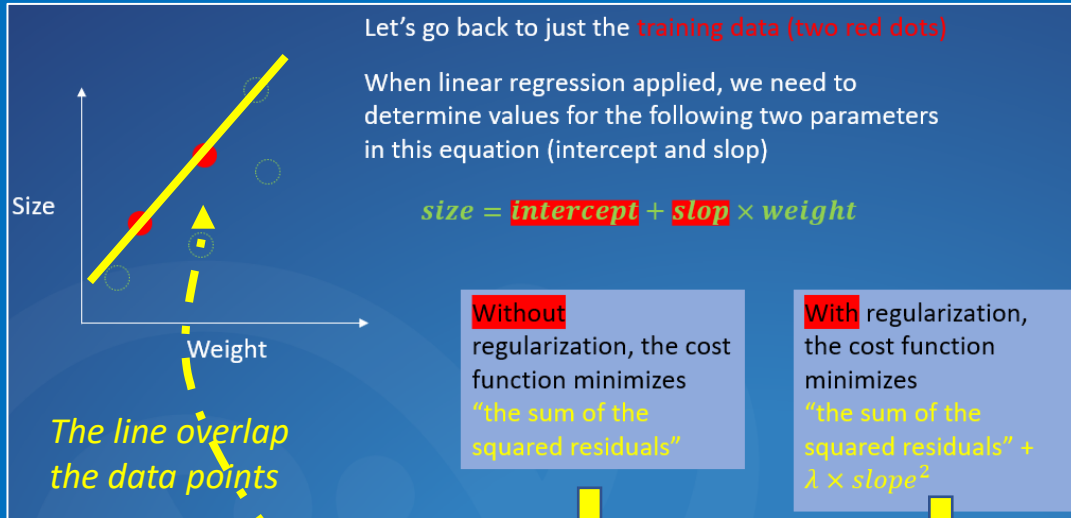 Let's go back to just the training data (two red dots)
When linear regression applied, we need to
determine values for the following two parameters
in this equation (intercept and slop)
size = intercept + slop × weight
Size
Weight
The line overlap
the data points
Without
regularization, the cost
function minimizes
“the sum of the
squared residuals”
With regularization,
the cost function
minimizes
“the sum of the
squared residuals” +
λ × slope²